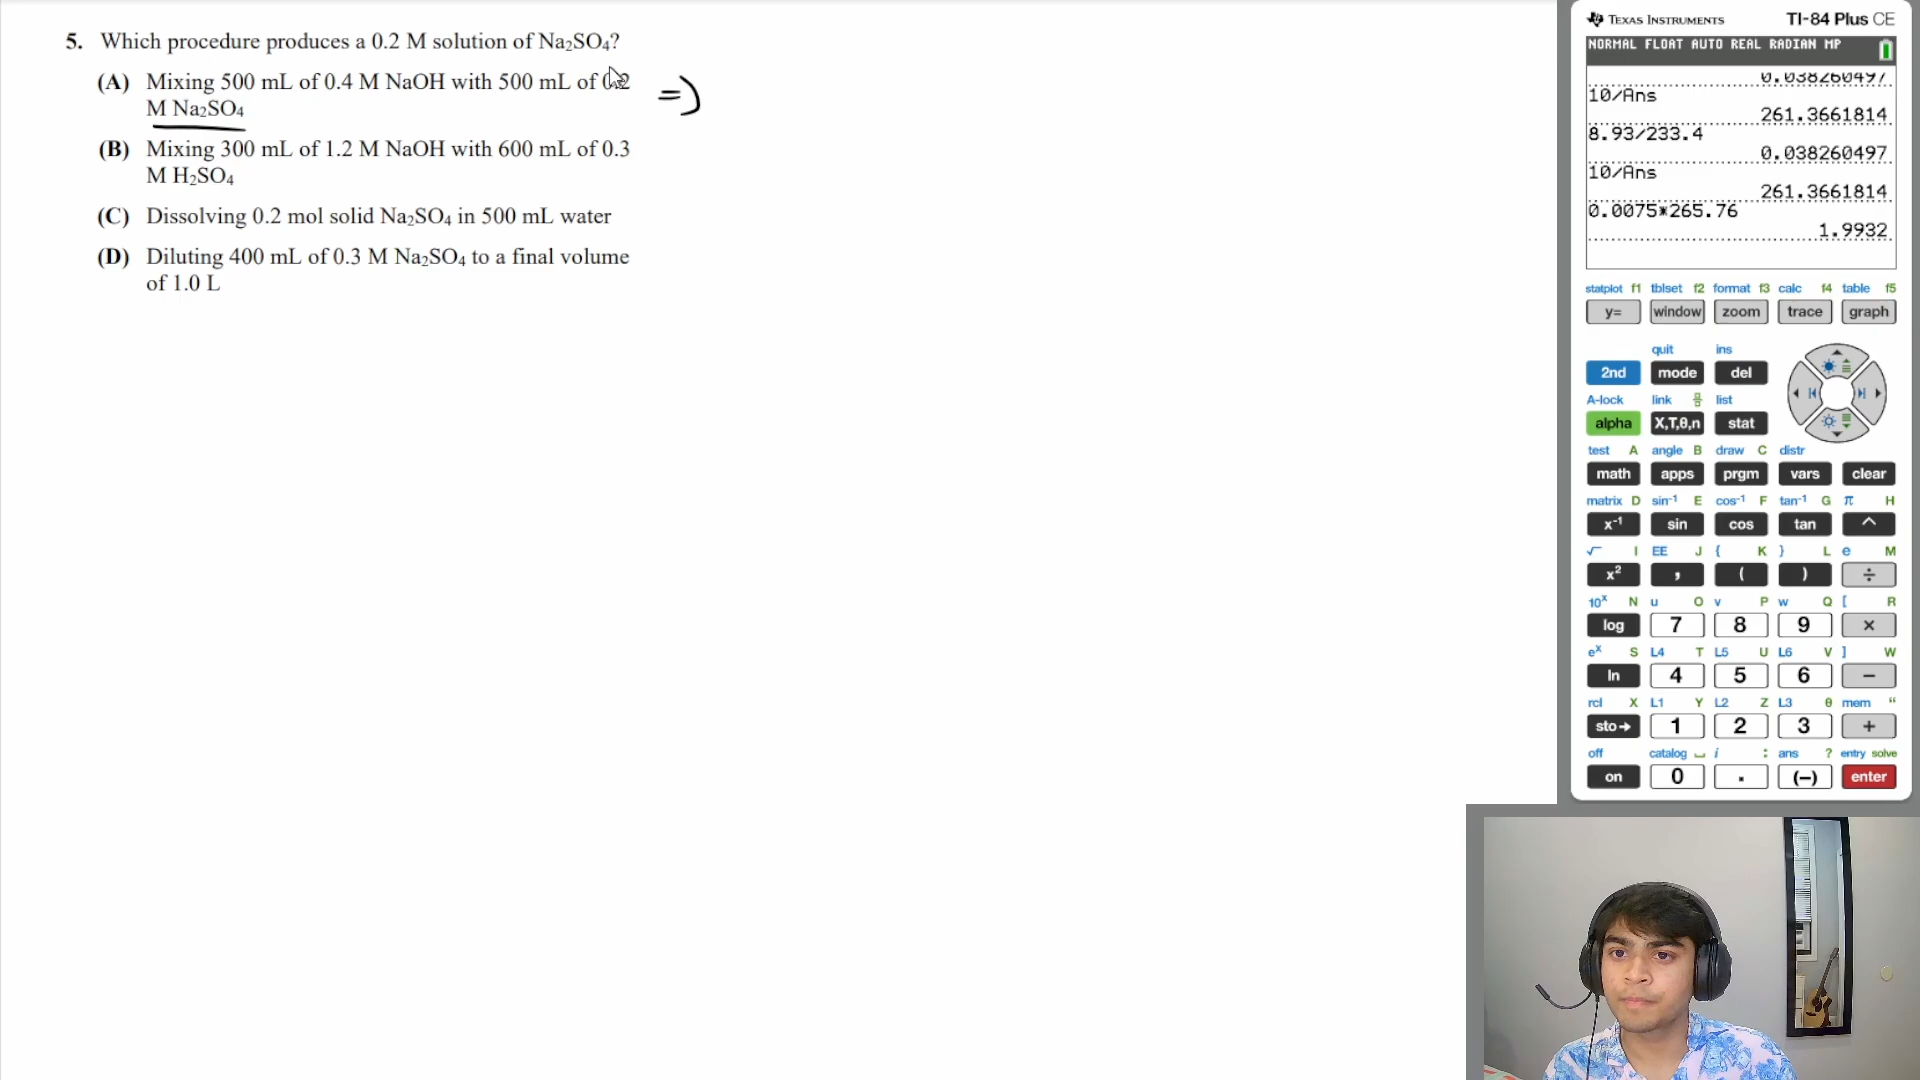 5. Which procedure produces a 0.2 M solution of Na₂SO₄?
(A) Mixing 500 mL of 0.4 M NaOH with 500 mL of 0.2
M Na₂SO₄
=)
(B) Mixing 300 mL of 1.2 M NaOH with 600 mL of 0.3
M H₂SO₄
(C) Dissolving 0.2 mol solid Na₂SO₄ in 500 mL water
(D) Diluting 400 mL of 0.3 M Na₂SO₄ to a final volume
of 1.0 L
TEXAS INSTRUMENTS TI-84 Plus CE
NORMAL FLOAT AUTO REAL RADIAN MP
0.038260497
10/Ans
261.3661814
8.93/233.4
0.038260497
10/Ans
261.3661814
0.0075*265.76
1.9932
statplot f1 tblset f2 format f3 calc f4 table f5
y= window zoom trace graph
quit ins
2nd mode del
A-lock link list
alpha X,T,θ,n stat
test A angle B draw C distr
math apps prgm vars clear
matrix D sin⁻¹ E cos⁻¹ F tan⁻¹ G π H
x⁻¹ sin cos tan ^
√ I EE J { K } L e M
x² , ( ) ÷
10ˣ N u O v P w Q [ R
log 7 8 9 ×
eˣ S L4 T L5 U L6 V ] W
ln 4 5 6 −
rcl X L1 Y L2 Z L3 θ mem "
sto→ 1 2 3 +
off catalog ⎵ i : ans ? entry solve
on 0 . (−) enter